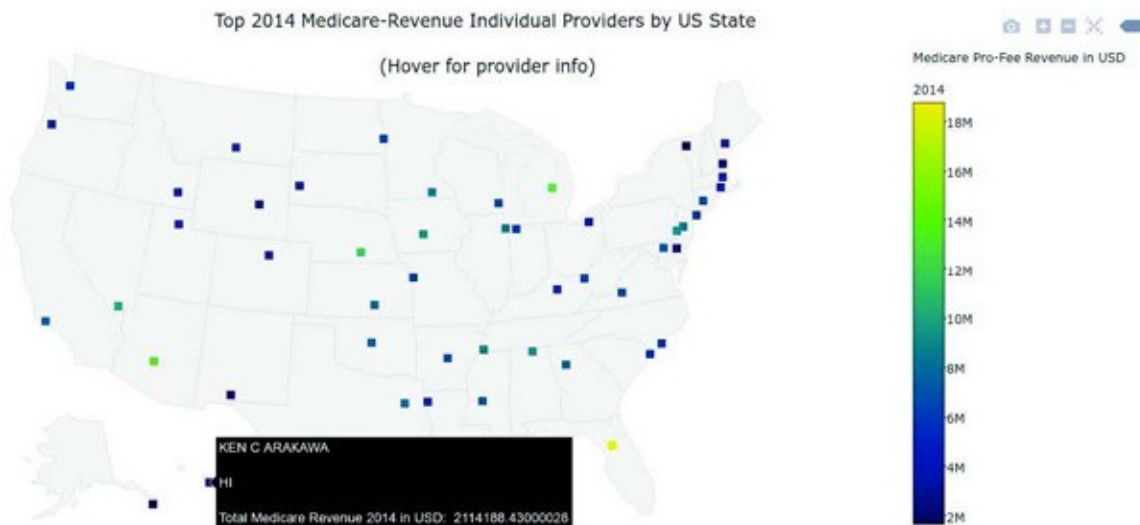 Top 2014 Medicare-Revenue Individual Providers by US State
(Hover for provider info)
Medicare Pro-Fee Revenue in USD
2014
18M
16M
14M
12M
10M
8M
6M
4M
2M
KEN C ARAKAWA
HI
Total Medicare Revenue 2014 in USD: 2114188.43000028